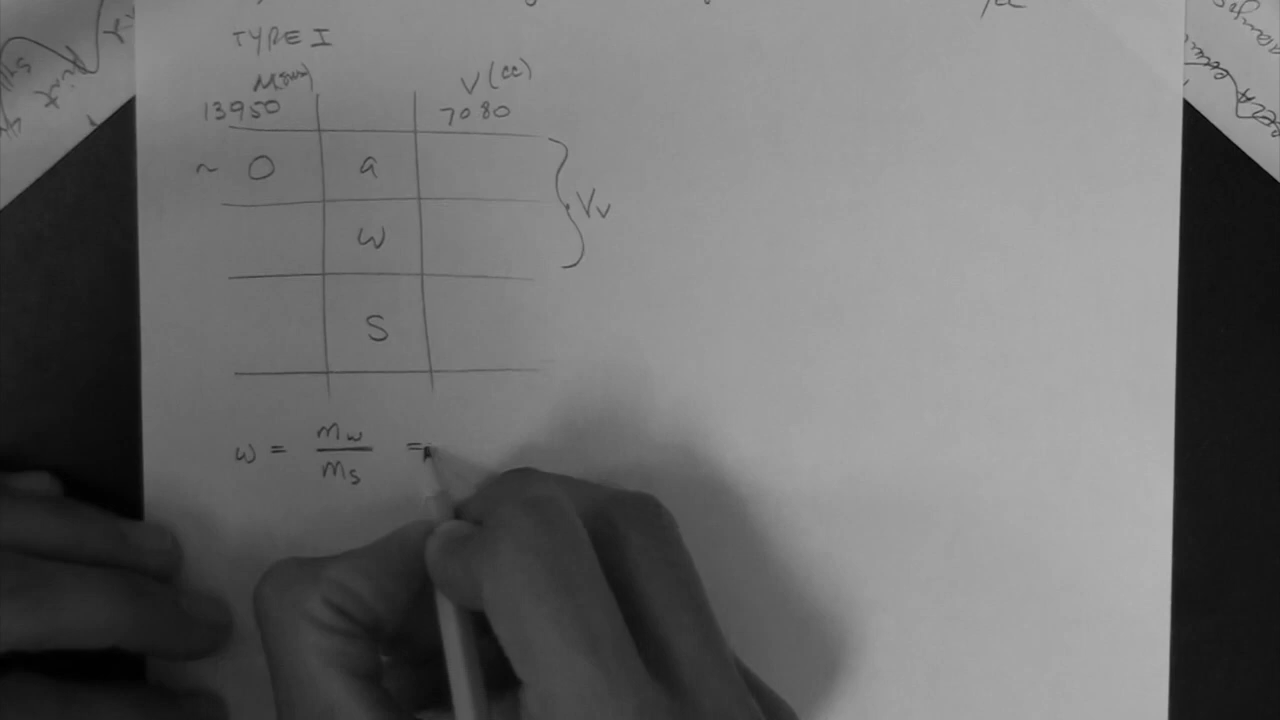 TYPE I
M(gm) V(cc)
13950 7080
~ 0 a
Vv
w
S
w = mw / ms =